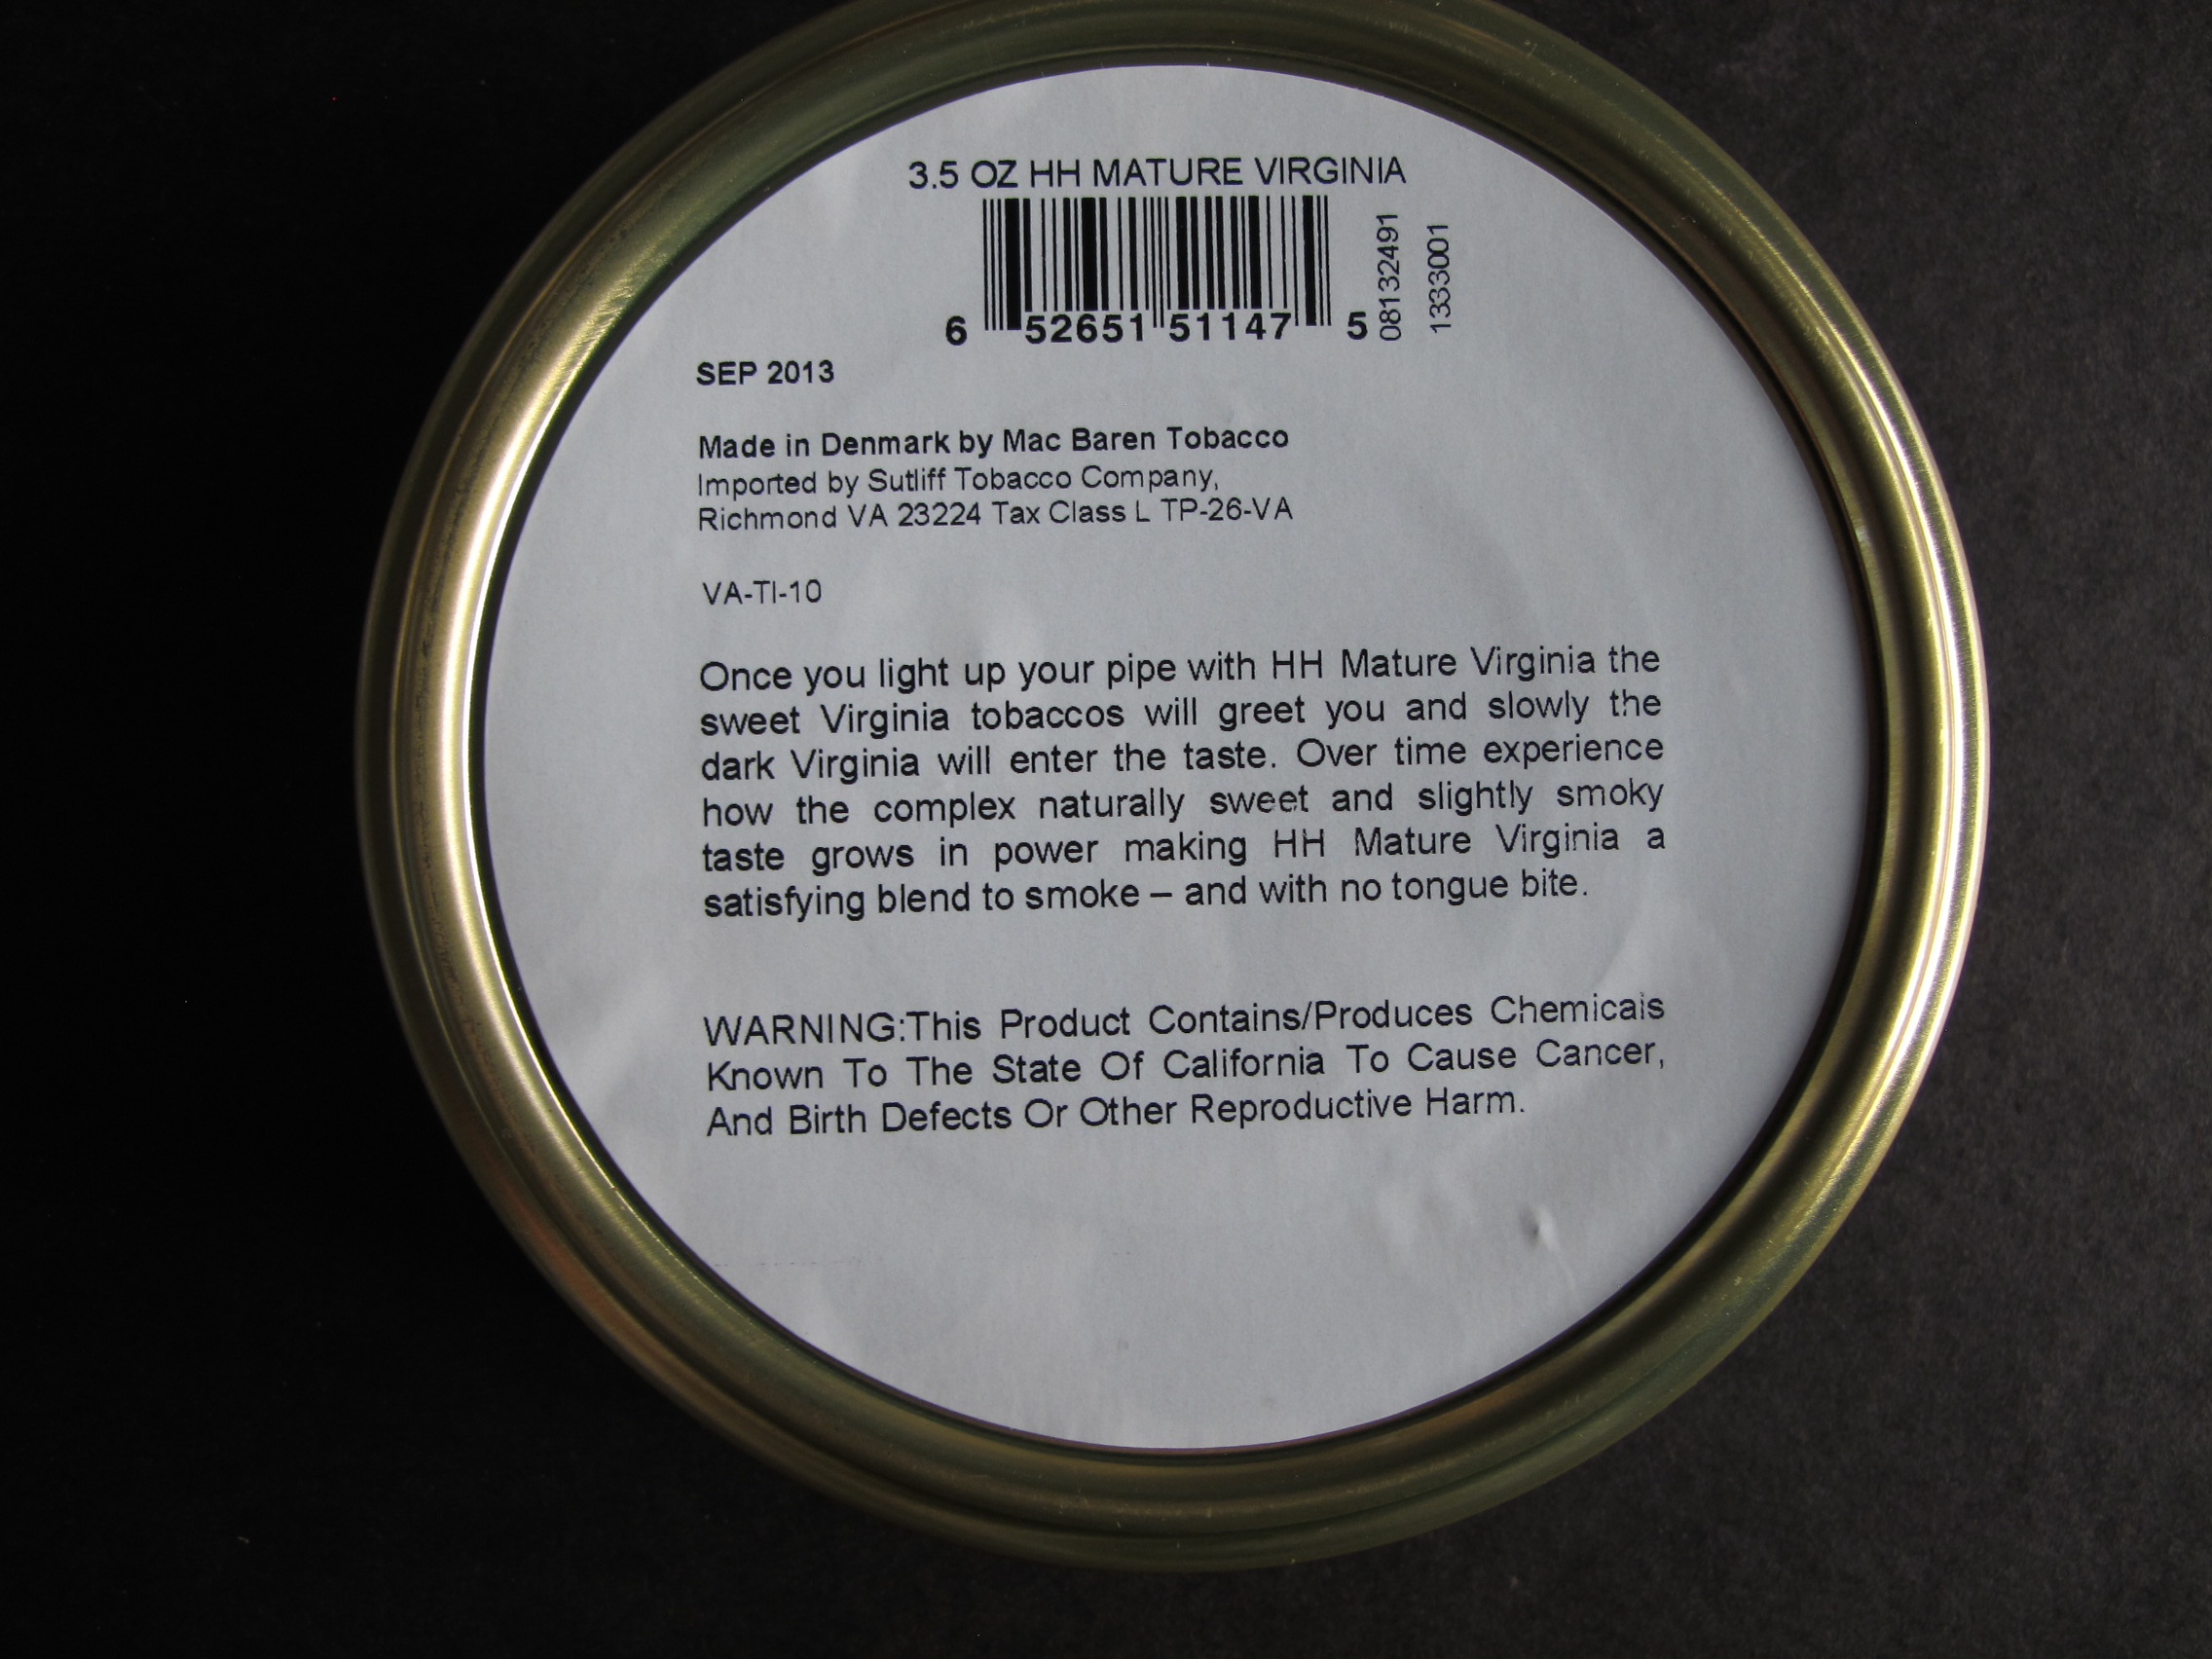 3.5 OZ HH MATURE VIRGINIA
6 52651 51147 5
08132491
1333001
SEP 2013
Made in Denmark by Mac Baren Tobacco
Imported by Sutliff Tobacco Company,
Richmond VA 23224 Tax Class L TP-26-VA
VA-TI-10
Once you light up your pipe with HH Mature Virginia the
sweet Virginia tobaccos will greet you and slowly the
dark Virginia will enter the taste. Over time experience
how the complex naturally sweet and slightly smoky
taste grows in power making HH Mature Virginia a
satisfying blend to smoke – and with no tongue bite.
WARNING:This Product Contains/Produces Chemicals
Known To The State Of California To Cause Cancer,
And Birth Defects Or Other Reproductive Harm.